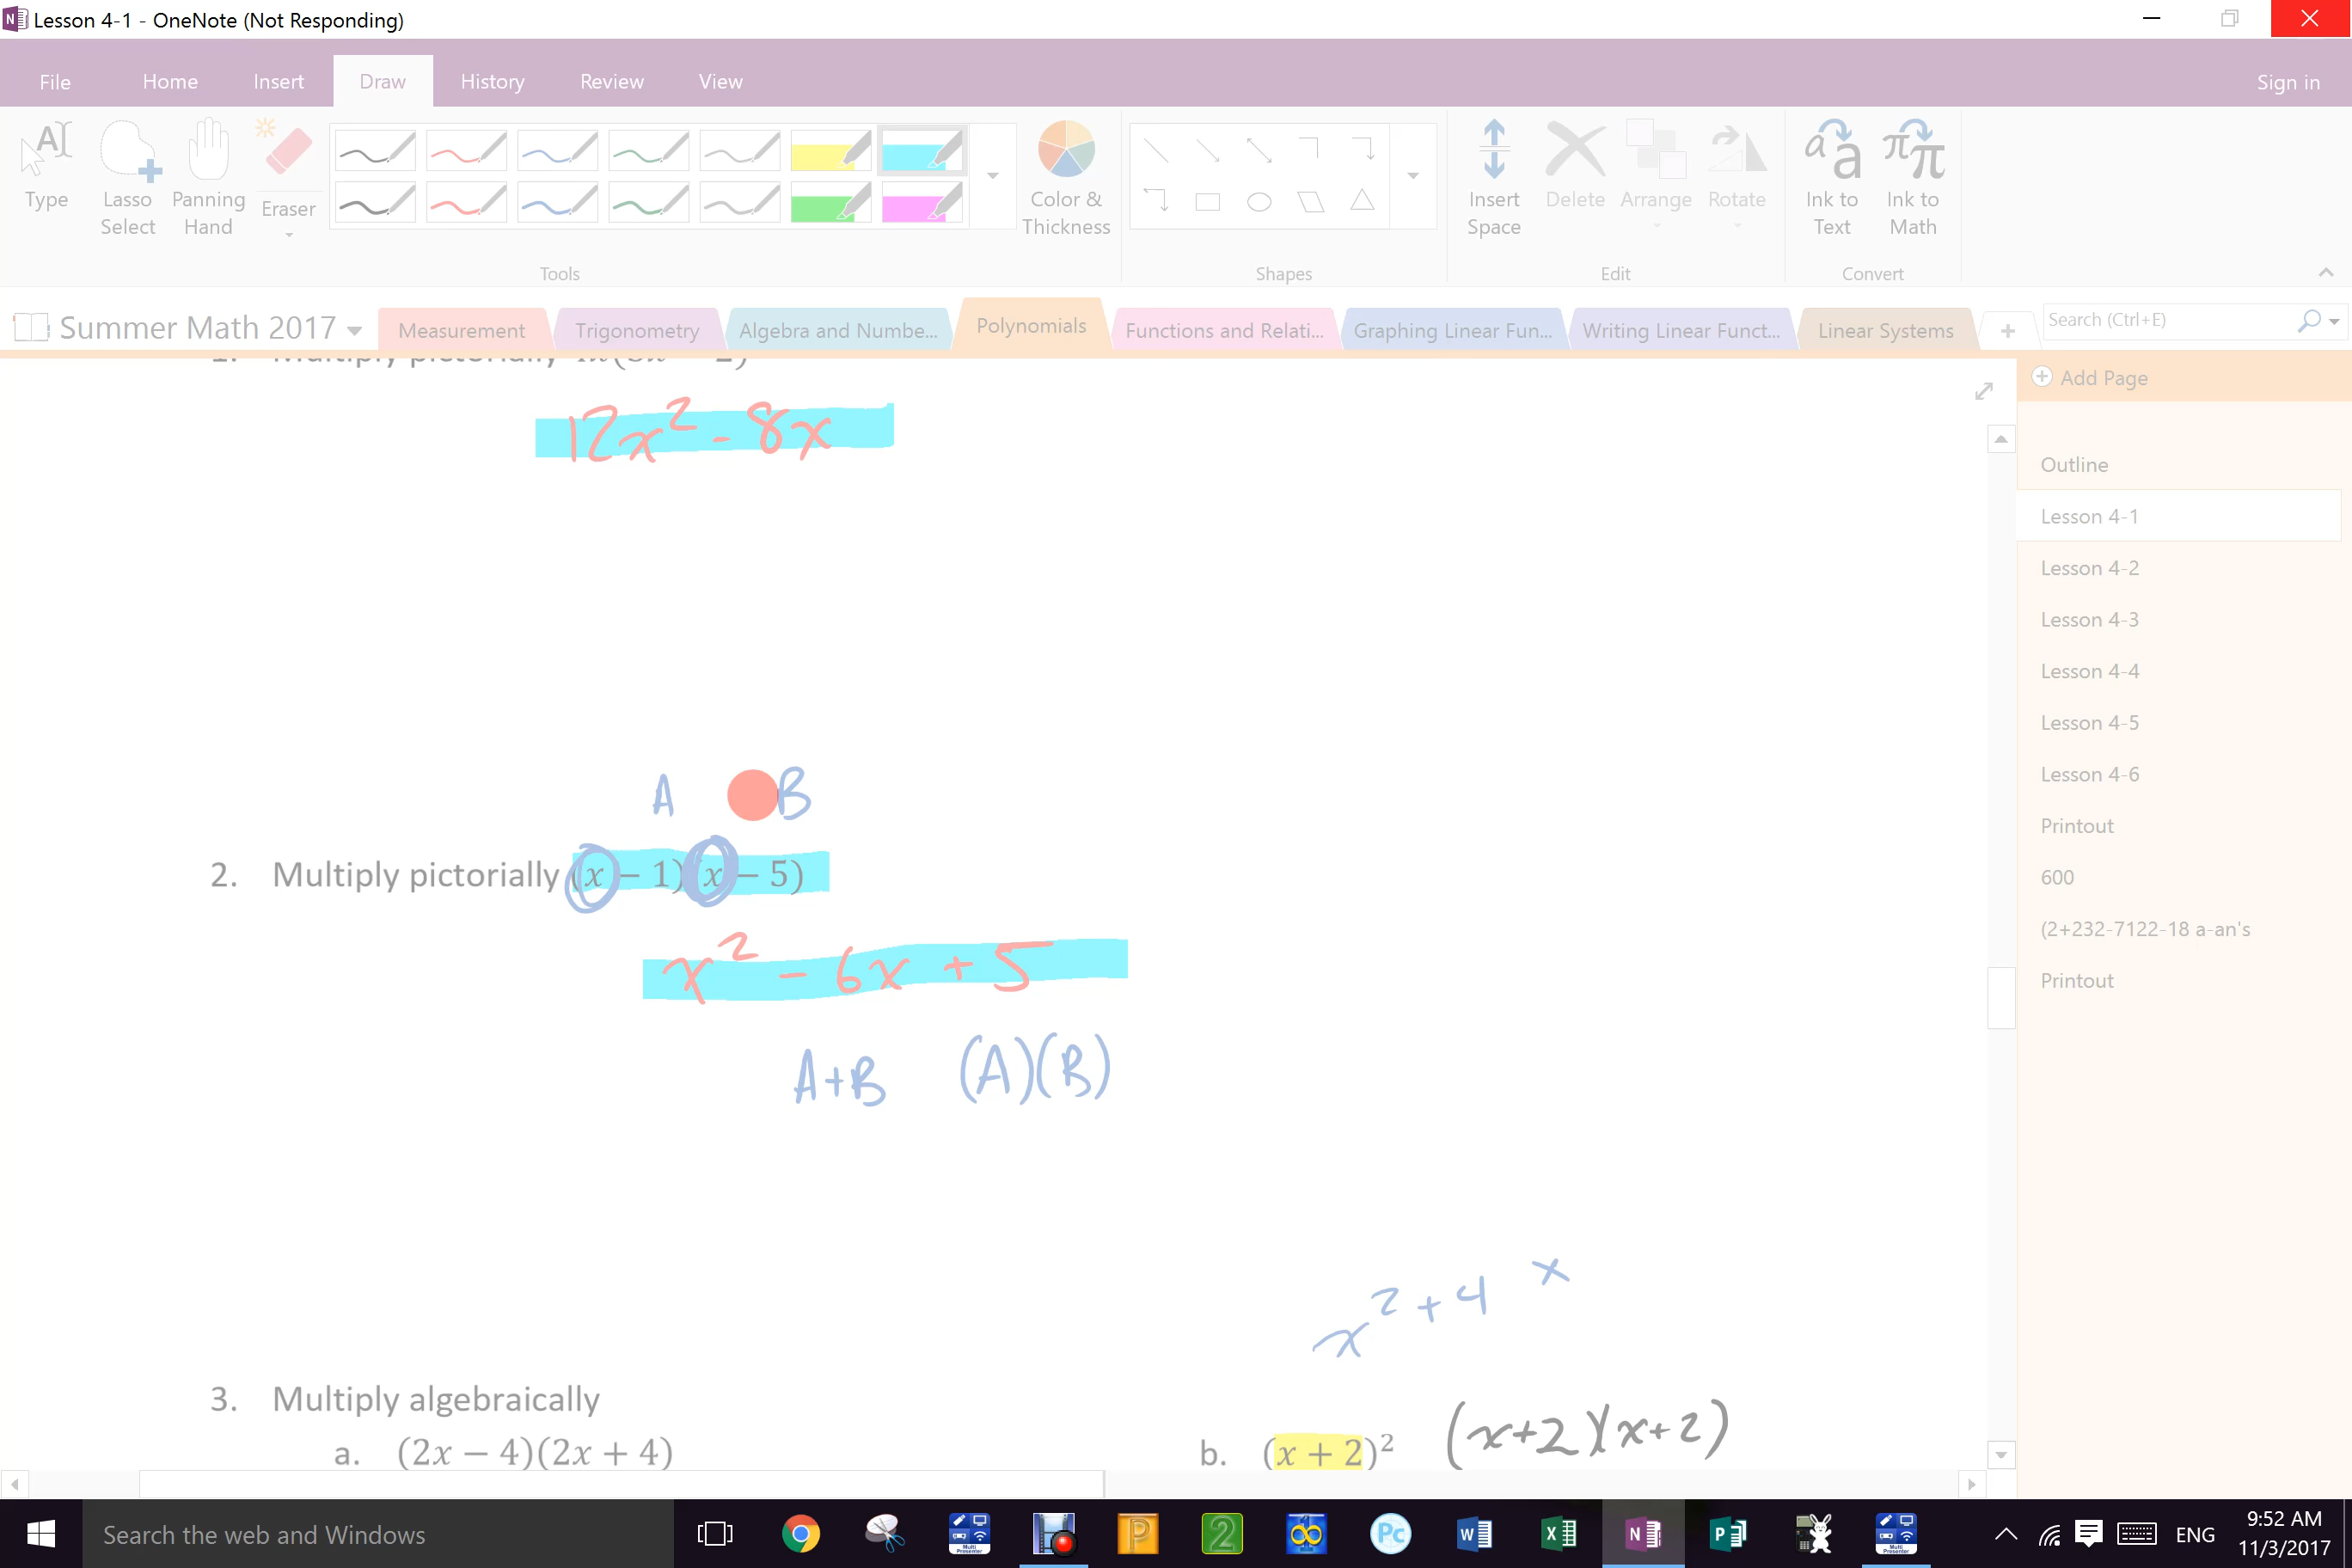 Lesson 4-1 - OneNote (Not Responding)
File Home Insert Draw History Review View Sign in
Type
Lasso Select
Panning Hand
Eraser
Color & Thickness
Insert Space
Delete
Arrange
Rotate
Ink to Text
Ink to Math
Tools Shapes Edit Convert
Summer Math 2017
Measurement Trigonometry Algebra and Numbe... Polynomials Functions and Relati... Graphing Linear Fun... Writing Linear Funct... Linear Systems
Search (Ctrl+E)
Add Page
Outline
Lesson 4-1
Lesson 4-2
Lesson 4-3
Lesson 4-4
Lesson 4-5
Lesson 4-6
Printout
600
(2+232-7122-18 a-an's
Printout
1. Multiply pictorially
12x² - 8x
A B
2. Multiply pictorially (x − 1)(x − 5)
x² - 6x + 5
A+B (A)(B)
x² + 4 x
3. Multiply algebraically
a. (2x − 4)(2x + 4)
b. (x + 2)² (x+2)(x+2)
Search the web and Windows
ENG
9:52 AM
11/3/2017